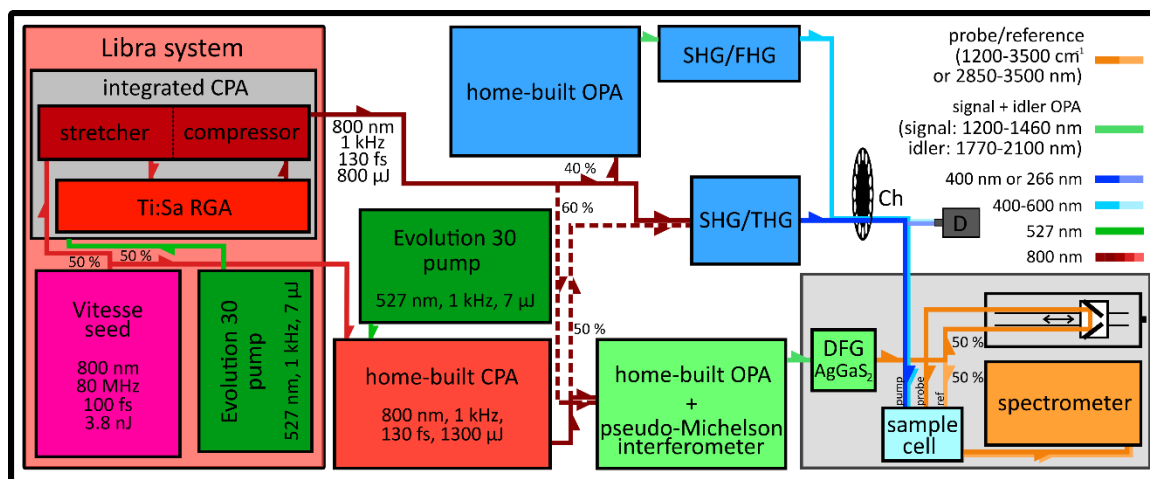 Libra system
integrated CPA
stretcher
compressor
Ti:Sa RGA
50 %
50 %
Vitesse
seed
800 nm
80 MHz
100 fs
3.8 nJ
Evolution 30
pump
527 nm, 1 kHz, 7 µJ
800 nm
1 kHz
130 fs
800 µJ
Evolution 30
pump
527 nm, 1 kHz, 7 µJ
home-built CPA
800 nm, 1 kHz,
130 fs, 1300 µJ
home-built OPA
40 %
60 %
50 %
SHG/FHG
SHG/THG
Ch
D
home-built OPA
+
pseudo-Michelson
interferometer
DFG
AgGaS₂
50 %
50 %
pump
probe
ref
sample
cell
spectrometer
probe/reference
(1200-3500 cm⁻¹
or 2850-3500 nm)
signal + idler OPA
(signal: 1200-1460 nm
idler: 1770-2100 nm)
400 nm or 266 nm
400-600 nm
527 nm
800 nm